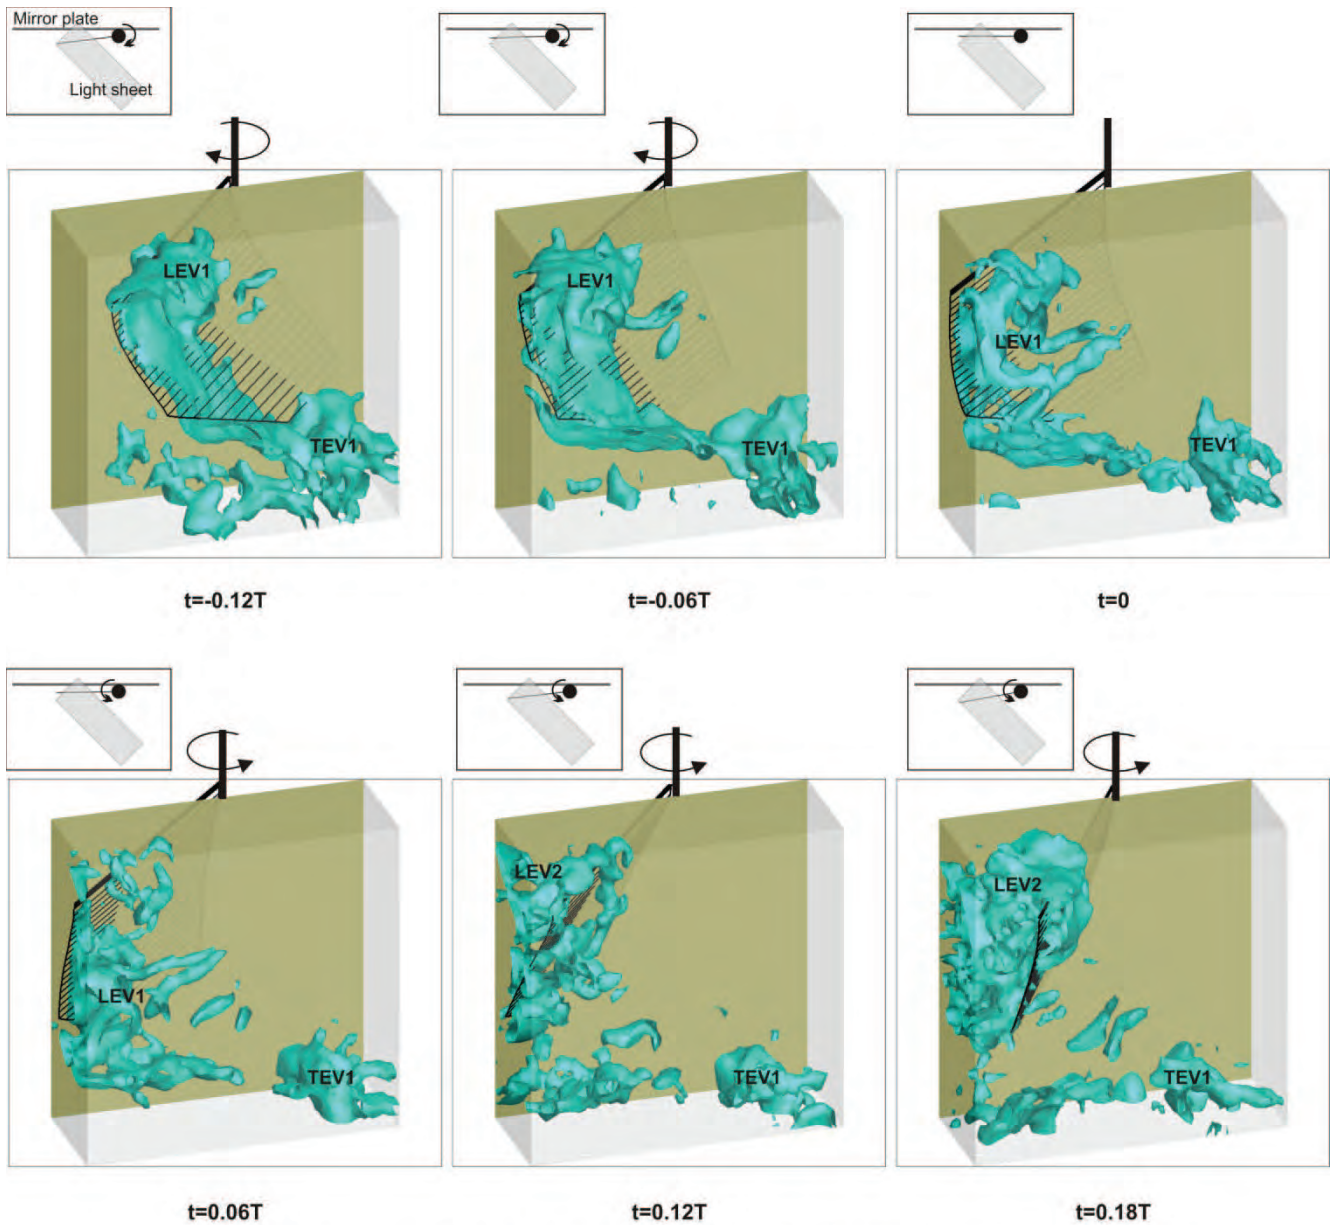 Mirror plate
Light sheet
LEV1
TEV1
LEV1
TEV1
LEV1
TEV1
t=-0.12T
t=-0.06T
t=0
LEV1
TEV1
LEV2
TEV1
LEV2
TEV1
t=0.06T
t=0.12T
t=0.18T